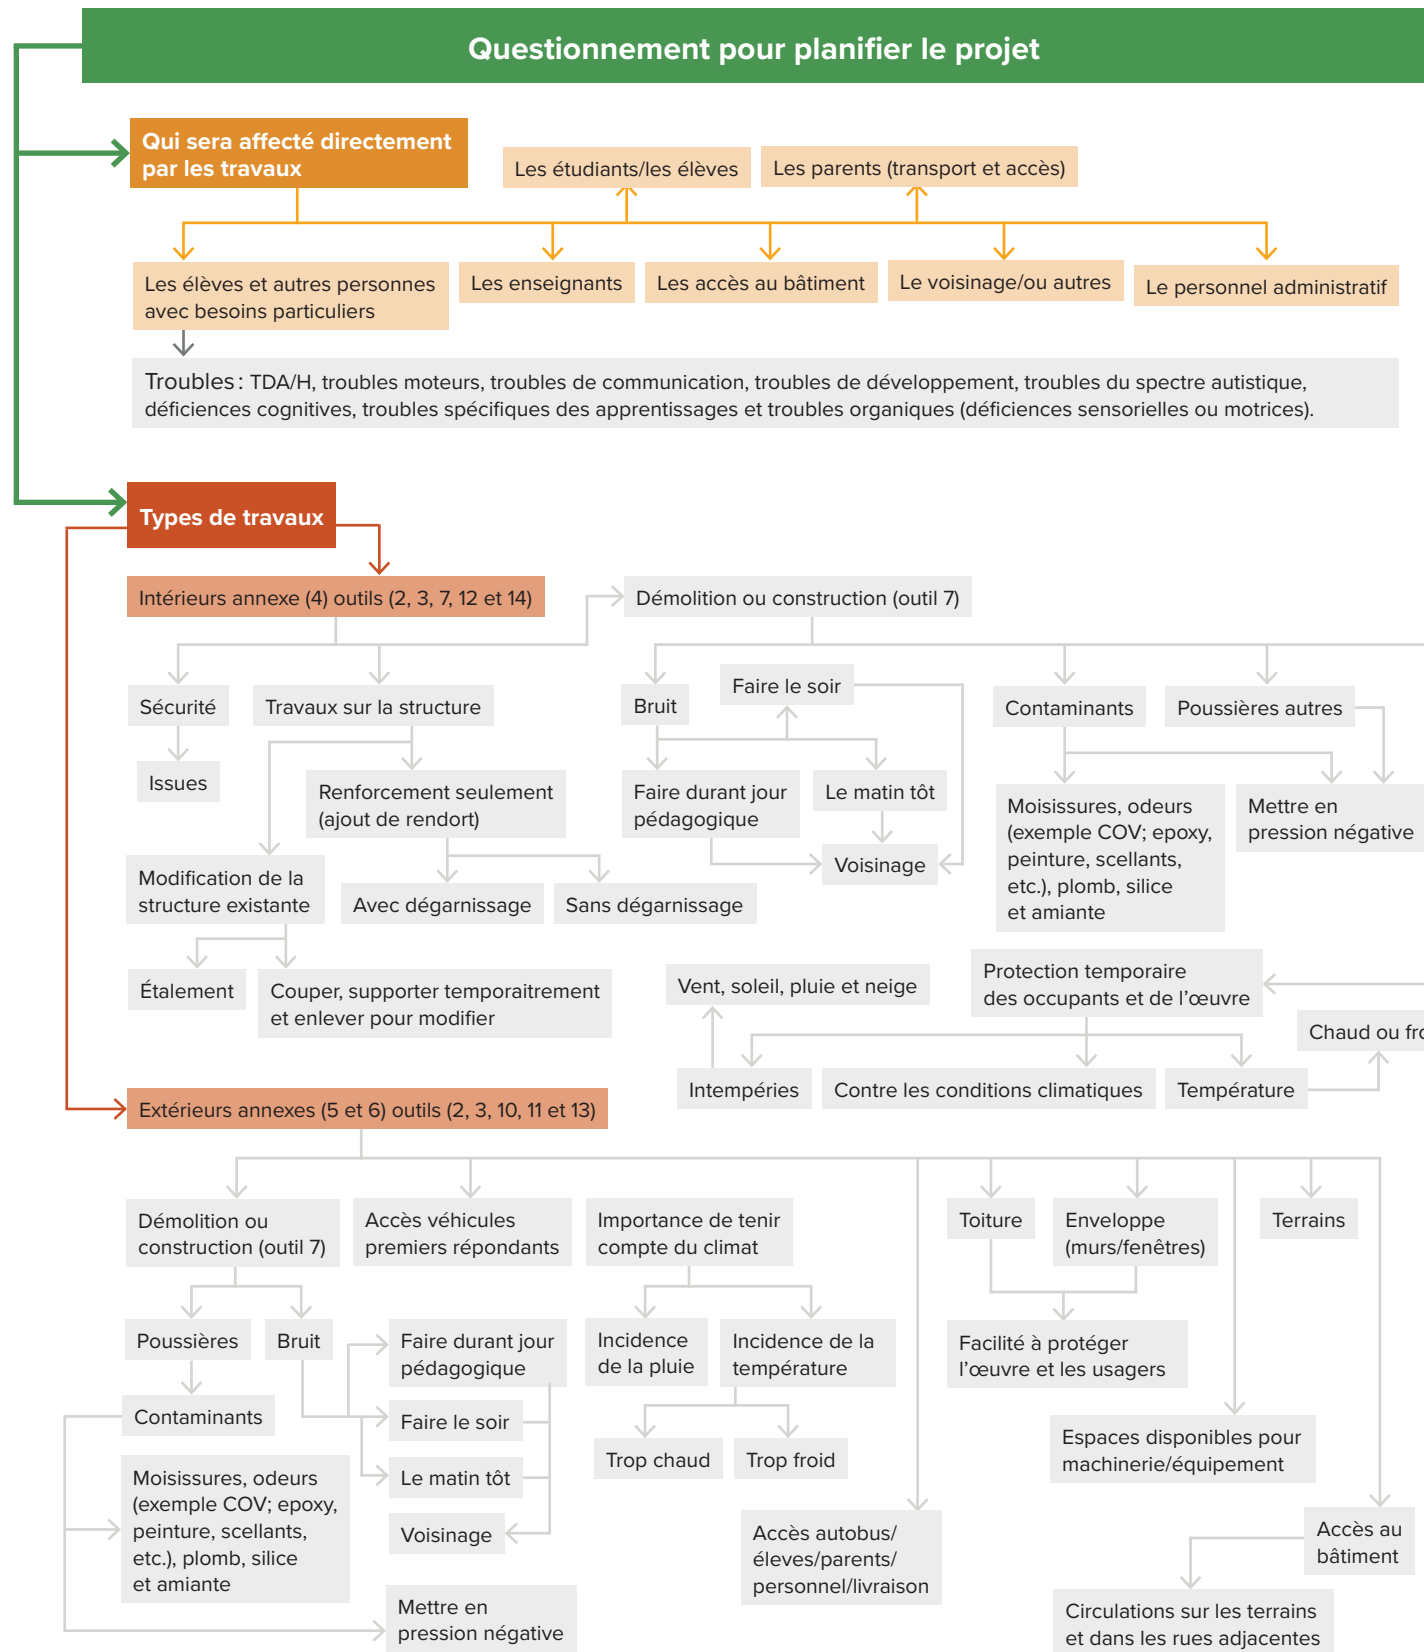 Questionnement pour planifier le projet
Qui sera affecté directement
par les travaux
Les étudiants/les élèves
Les parents (transport et accès)
Les élèves et autres personnes
avec besoins particuliers
Les enseignants
Les accès au bâtiment
Le voisinage/ou autres
Le personnel administratif
Troubles : TDA/H, troubles moteurs, troubles de communication, troubles de développement, troubles du spectre autistique,
déficiences cognitives, troubles spécifiques des apprentissages et troubles organiques (déficiences sensorielles ou motrices).
Types de travaux
Intérieurs annexe (4) outils (2, 3, 7, 12 et 14)
Démolition ou construction (outil 7)
Sécurité
Travaux sur la structure
Bruit
Faire le soir
Contaminants
Poussières autres
Issues
Renforcement seulement
(ajout de rendort)
Faire durant jour
pédagogique
Le matin tôt
Moisissures, odeurs
(exemple COV; epoxy,
peinture, scellants,
etc.), plomb, silice
et amiante
Mettre en
pression négative
Voisinage
Modification de la
structure existante
Avec dégarnissage
Sans dégarnissage
Étalement
Couper, supporter temporaitrement
et enlever pour modifier
Vent, soleil, pluie et neige
Protection temporaire
des occupants et de l'œuvre
Chaud ou fro
Intempéries
Contre les conditions climatiques
Température
Extérieurs annexes (5 et 6) outils (2, 3, 10, 11 et 13)
Démolition ou
construction (outil 7)
Accès véhicules
premiers répondants
Importance de tenir
compte du climat
Toiture
Enveloppe
(murs/fenêtres)
Terrains
Poussières
Bruit
Faire durant jour
pédagogique
Incidence
de la pluie
Incidence de la
température
Facilité à protéger
l'œuvre et les usagers
Contaminants
Faire le soir
Trop chaud
Trop froid
Espaces disponibles pour
machinerie/équipement
Moisissures, odeurs
(exemple COV; epoxy,
peinture, scellants,
etc.), plomb, silice
et amiante
Le matin tôt
Voisinage
Accès autobus/
éleves/parents/
personnel/livraison
Accès au
bâtiment
Mettre en
pression négative
Circulations sur les terrains
et dans les rues adjacentes